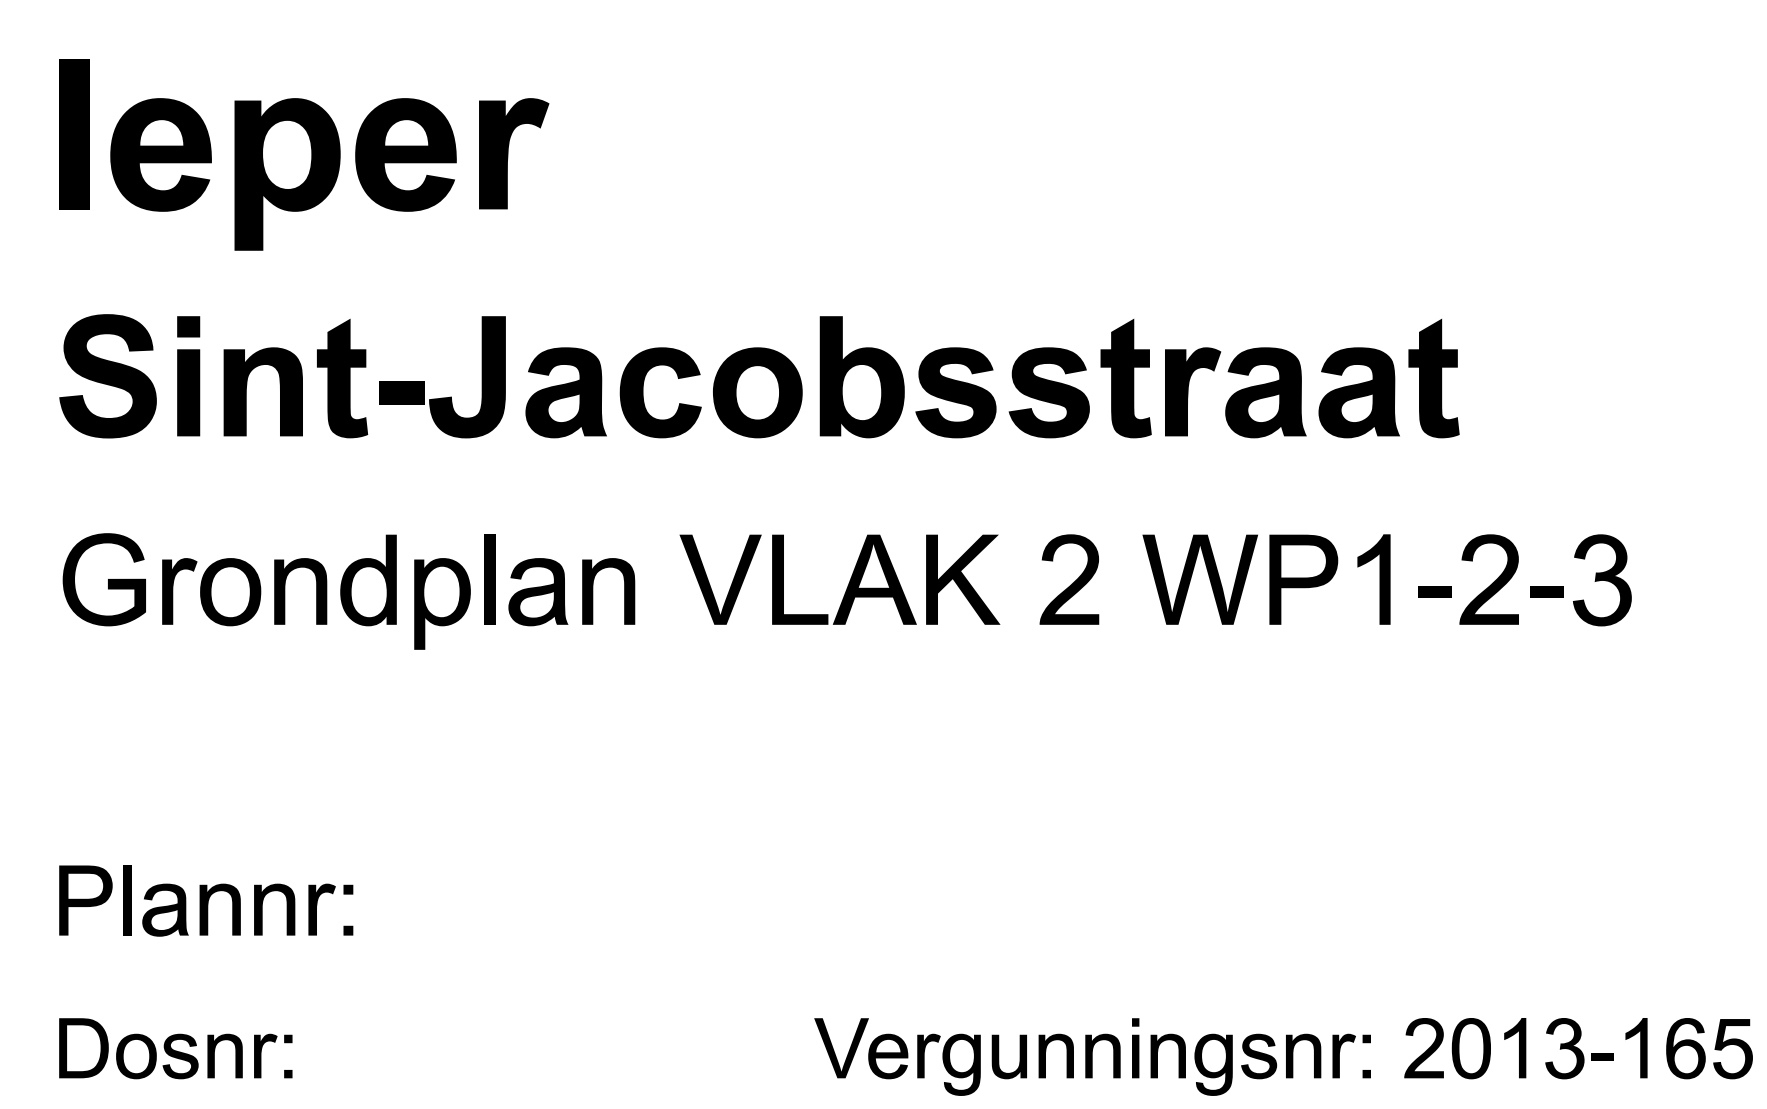 Ieper
Sint-Jacobsstraat
Grondplan VLAK 2 WP1-2-3
Plannr:
Dosnr: Vergunningsnr: 2013-165